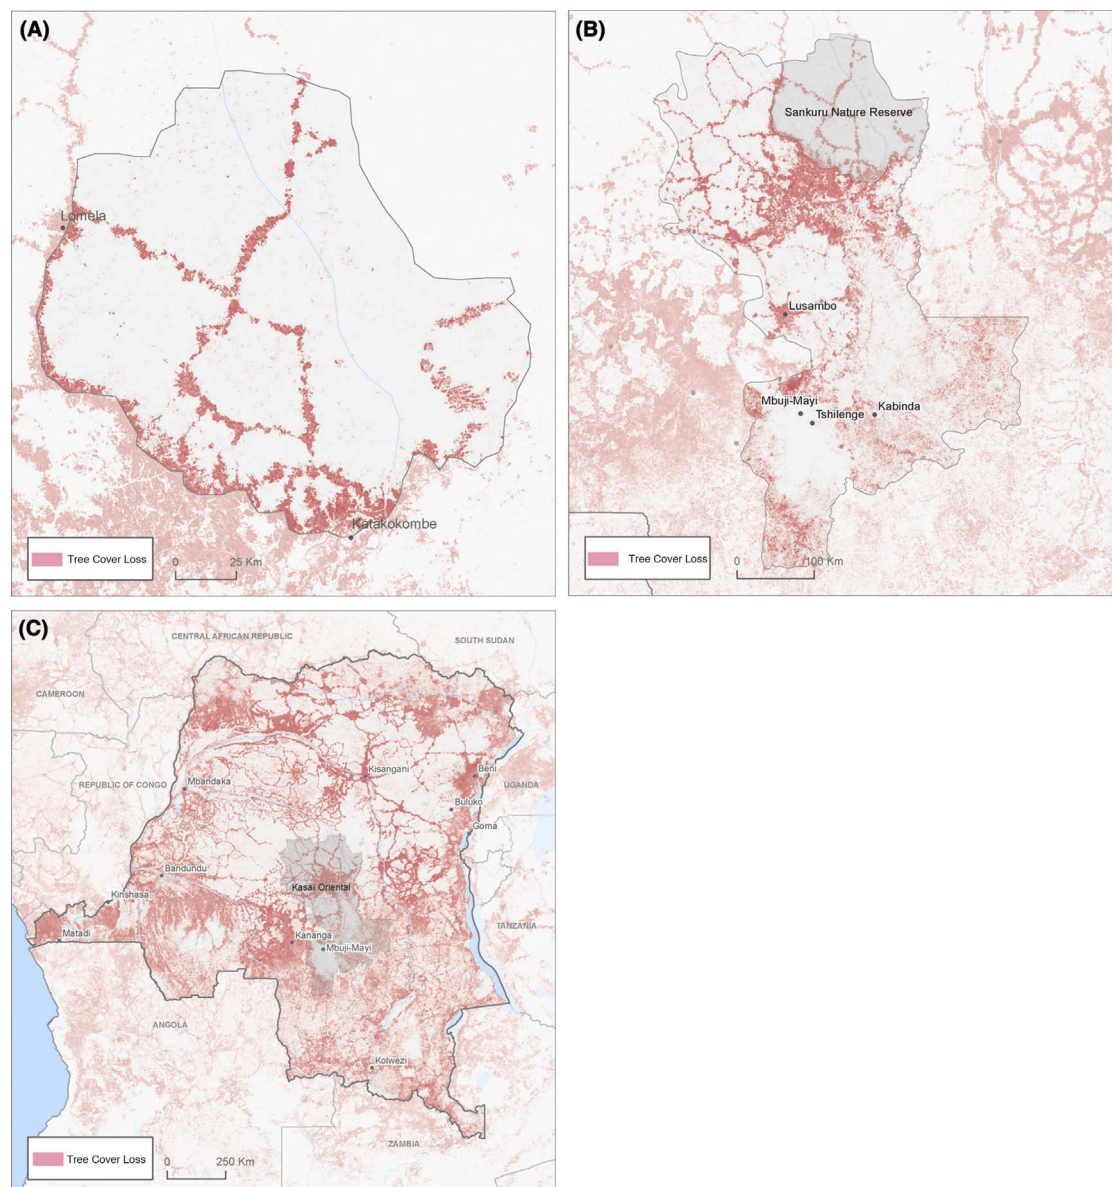 (A)
Lomela
Katakokombe
Tree Cover Loss
0 25 Km
(B)
Sankuru Nature Reserve
Lusambo
Mbuji-Mayi
Kabinda
Tshilenge
Tree Cover Loss
0 100 Km
(C)
CENTRAL AFRICAN REPUBLIC
SOUTH SUDAN
CAMEROON
Kisangani
Beni
REPUBLIC OF CONGO
Mbandaka
UGANDA
Buluko
Goma
Bandundu
Kasai Oriental
Kinshasa
TANZANIA
Matadi
Kananga
Mbuji-Mayi
ANGOLA
Kolwezi
ZAMBIA
Tree Cover Loss
0 250 Km